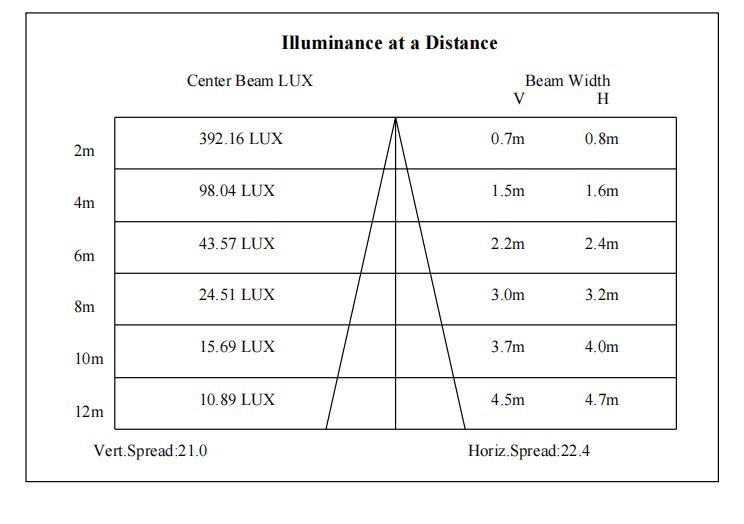 Illuminance at a Distance
Center Beam LUX Beam Width
V H
2m 392.16 LUX 0.7m 0.8m
4m 98.04 LUX 1.5m 1.6m
6m 43.57 LUX 2.2m 2.4m
8m 24.51 LUX 3.0m 3.2m
10m 15.69 LUX 3.7m 4.0m
12m 10.89 LUX 4.5m 4.7m
Vert.Spread:21.0 Horiz.Spread:22.4